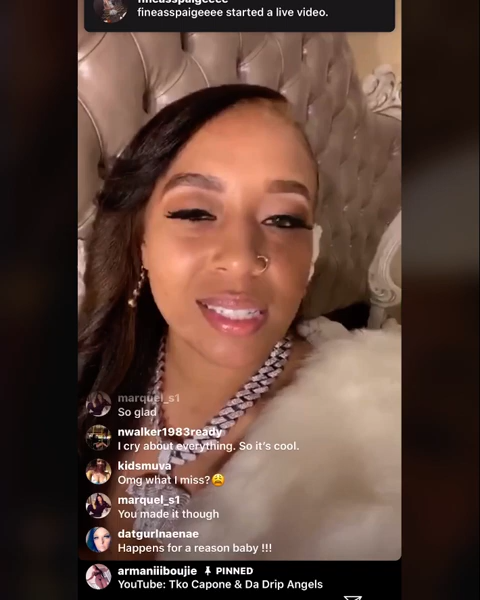 fineasspaigeeee
fineasspaigeeee started a live video.
marquel_s1
So glad
nwalker1983ready
I cry about everything. So it's cool.
kidsmuva
Omg what I miss?😩
marquel_s1
You made it though
datgurlnaenae
Happens for a reason baby !!!
armaniiiboujie PINNED
YouTube: Tko Capone & Da Drip Angels